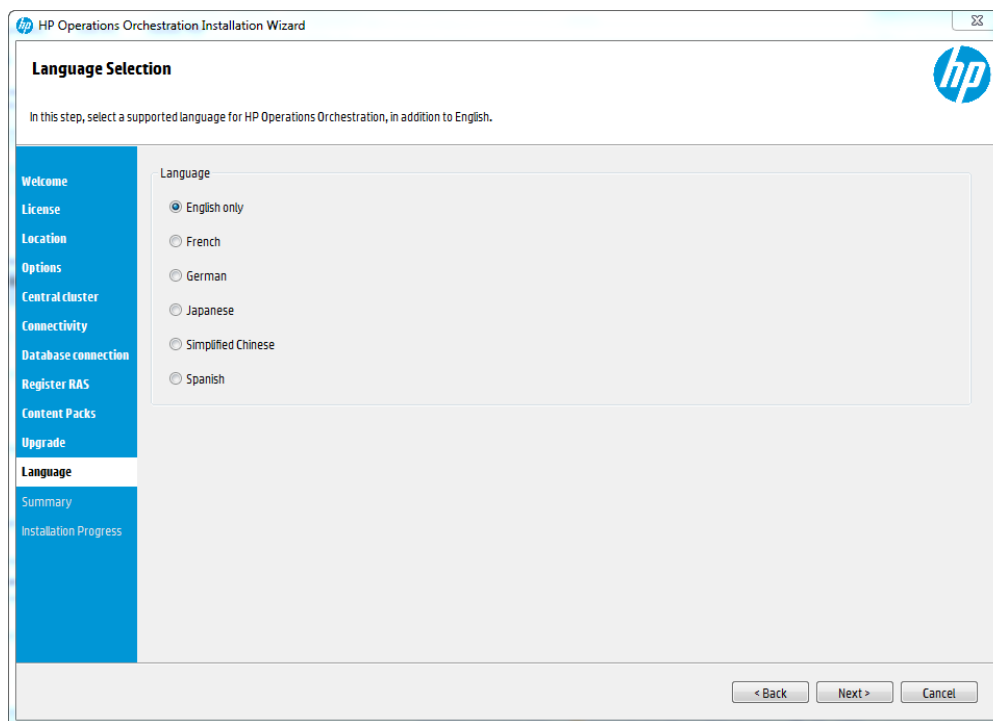 HP Operations Orchestration Installation Wizard
Language Selection
hp
In this step, select a supported language for HP Operations Orchestration, in addition to English.
Welcome
License
Location
Options
Central cluster
Connectivity
Database connection
Register RAS
Content Packs
Upgrade
Language
Summary
Installation Progress
Language
English only
French
German
Japanese
Simplified Chinese
Spanish
< Back
Next >
Cancel